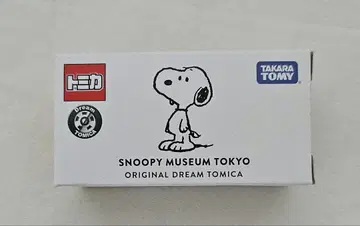 トミカ
TAKARA
TOMY
Dream
TOMICA
SNOOPY MUSEUM TOKYO
ORIGINAL DREAM TOMICA